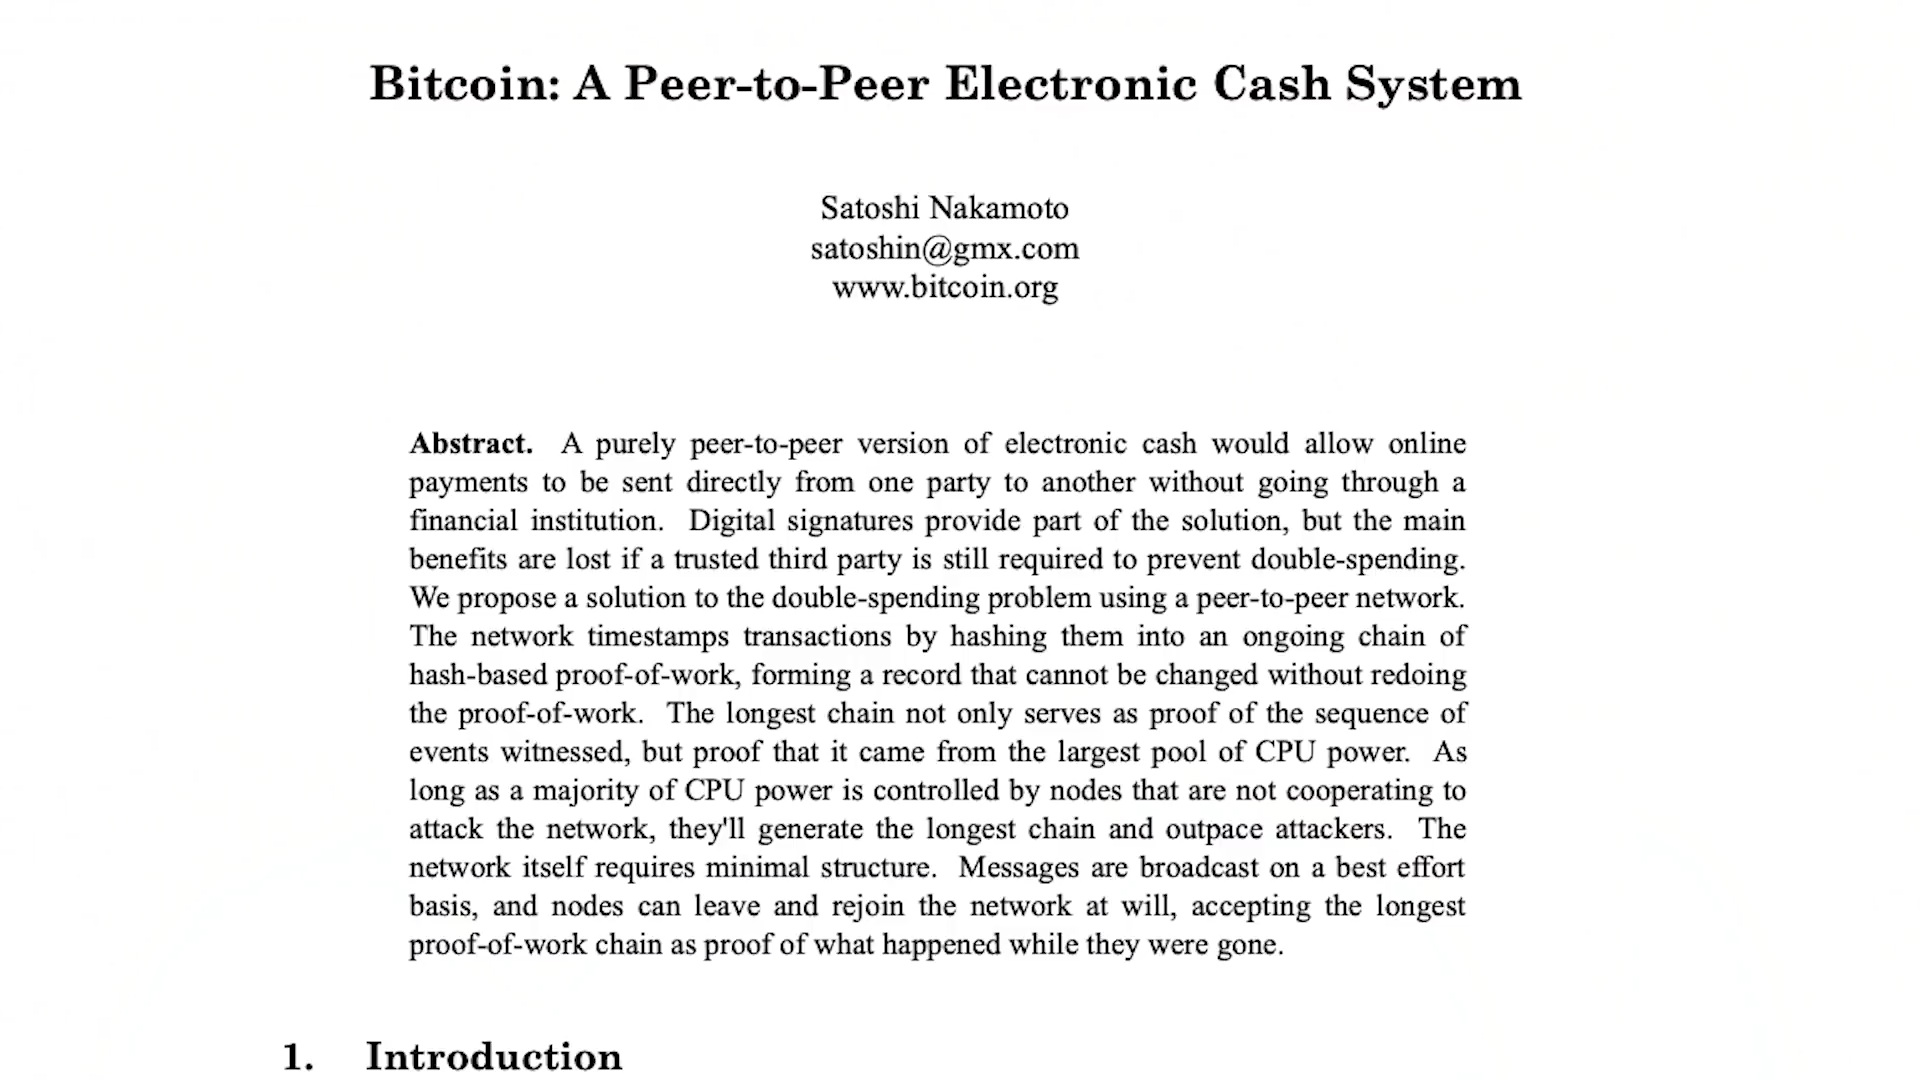 Bitcoin: A Peer-to-Peer Electronic Cash System
Satoshi Nakamoto
satoshin@gmx.com
www.bitcoin.org
Abstract. A purely peer-to-peer version of electronic cash would allow online
payments to be sent directly from one party to another without going through a
financial institution. Digital signatures provide part of the solution, but the main
benefits are lost if a trusted third party is still required to prevent double-spending.
We propose a solution to the double-spending problem using a peer-to-peer network.
The network timestamps transactions by hashing them into an ongoing chain of
hash-based proof-of-work, forming a record that cannot be changed without redoing
the proof-of-work. The longest chain not only serves as proof of the sequence of
events witnessed, but proof that it came from the largest pool of CPU power. As
long as a majority of CPU power is controlled by nodes that are not cooperating to
attack the network, they'll generate the longest chain and outpace attackers. The
network itself requires minimal structure. Messages are broadcast on a best effort
basis, and nodes can leave and rejoin the network at will, accepting the longest
proof-of-work chain as proof of what happened while they were gone.
1. Introduction